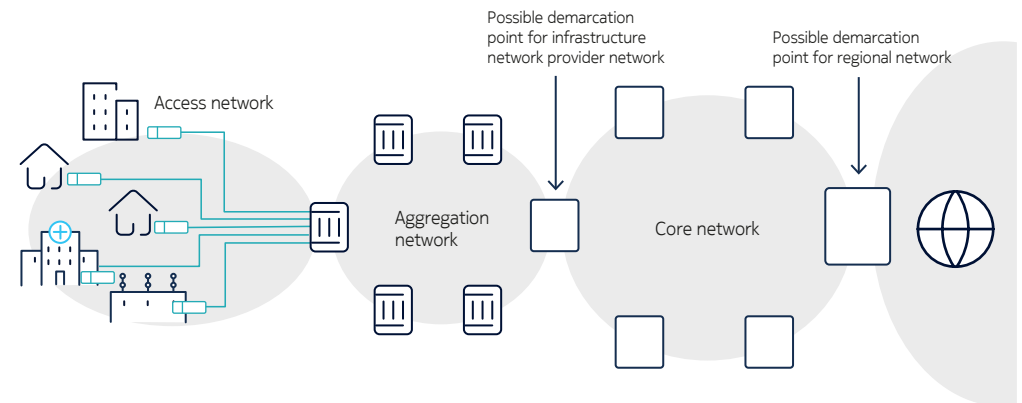 Possible demarcation
point for infrastructure
network provider network
Possible demarcation
point for regional network
Access network
Aggregation
network
Core network